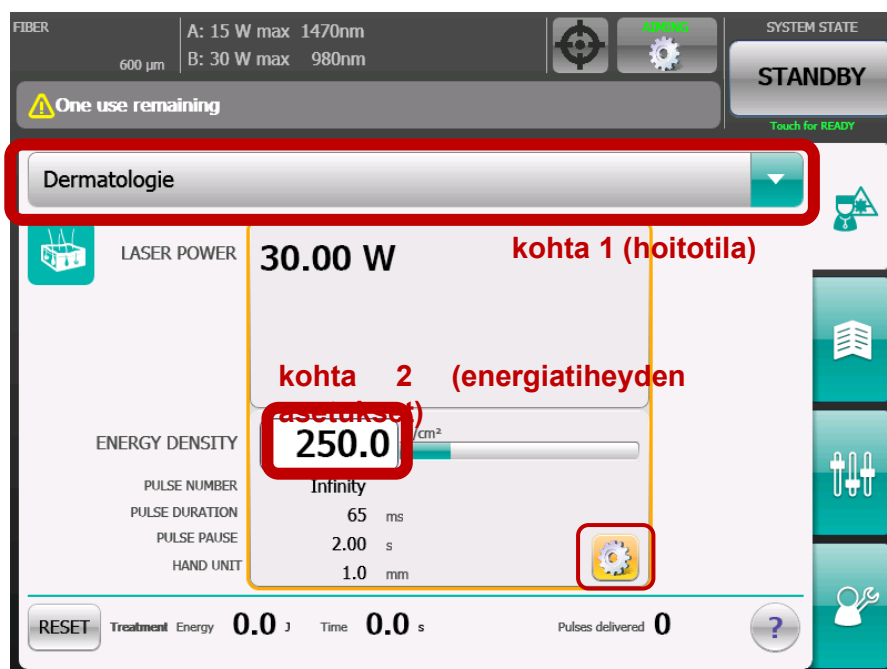 FIBER
A: 15 W max 1470nm
AIMING
SYSTEM STATE
600 µm
B: 30 W max 980nm
STANDBY
One use remaining
Touch for READY
Dermatologie
kohta 1 (hoitotila)
LASER POWER
30.00 W
kohta 2 (energiatiheyden
asetukset)
ENERGY DENSITY
250.0
/cm²
PULSE NUMBER
Infinity
PULSE DURATION
65 ms
PULSE PAUSE
2.00 s
HAND UNIT
1.0 mm
RESET
Treatment Energy 0.0 J Time 0.0 s Pulses delivered 0
?